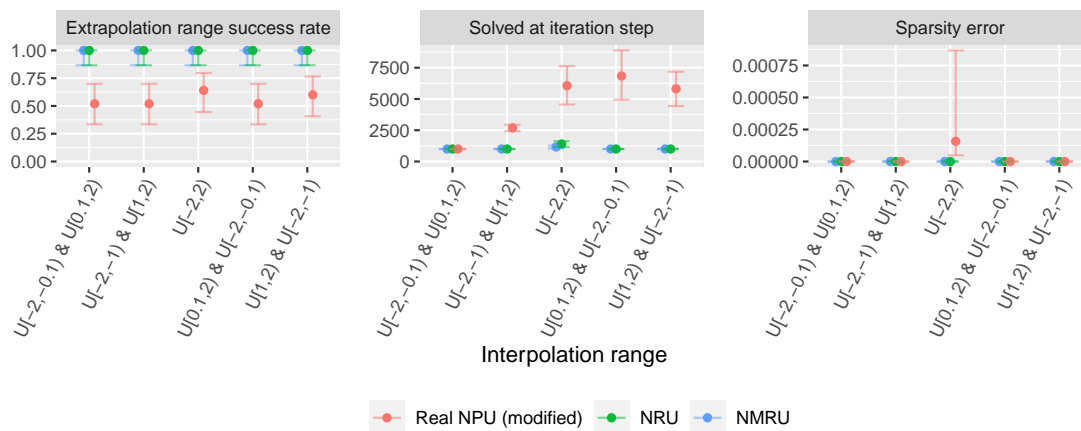 Extrapolation range success rate
Solved at iteration step
Sparsity error
1.00
0.75
0.50
0.25
0.00
7500
5000
2500
0
0.00075
0.00050
0.00025
0.00000
U[−2,−0.1) & U[0.1,2)
U[−2,−1) & U[1,2)
U[−2,2)
U[0.1,2) & U[−2,−0.1)
U[1,2) & U[−2,−1)
U[−2,−0.1) & U[0.1,2)
U[−2,−1) & U[1,2)
U[−2,2)
U[0.1,2) & U[−2,−0.1)
U[1,2) & U[−2,−1)
U[−2,−0.1) & U[0.1,2)
U[−2,−1) & U[1,2)
U[−2,2)
U[0.1,2) & U[−2,−0.1)
U[1,2) & U[−2,−1)
Interpolation range
Real NPU (modified)
NRU
NMRU